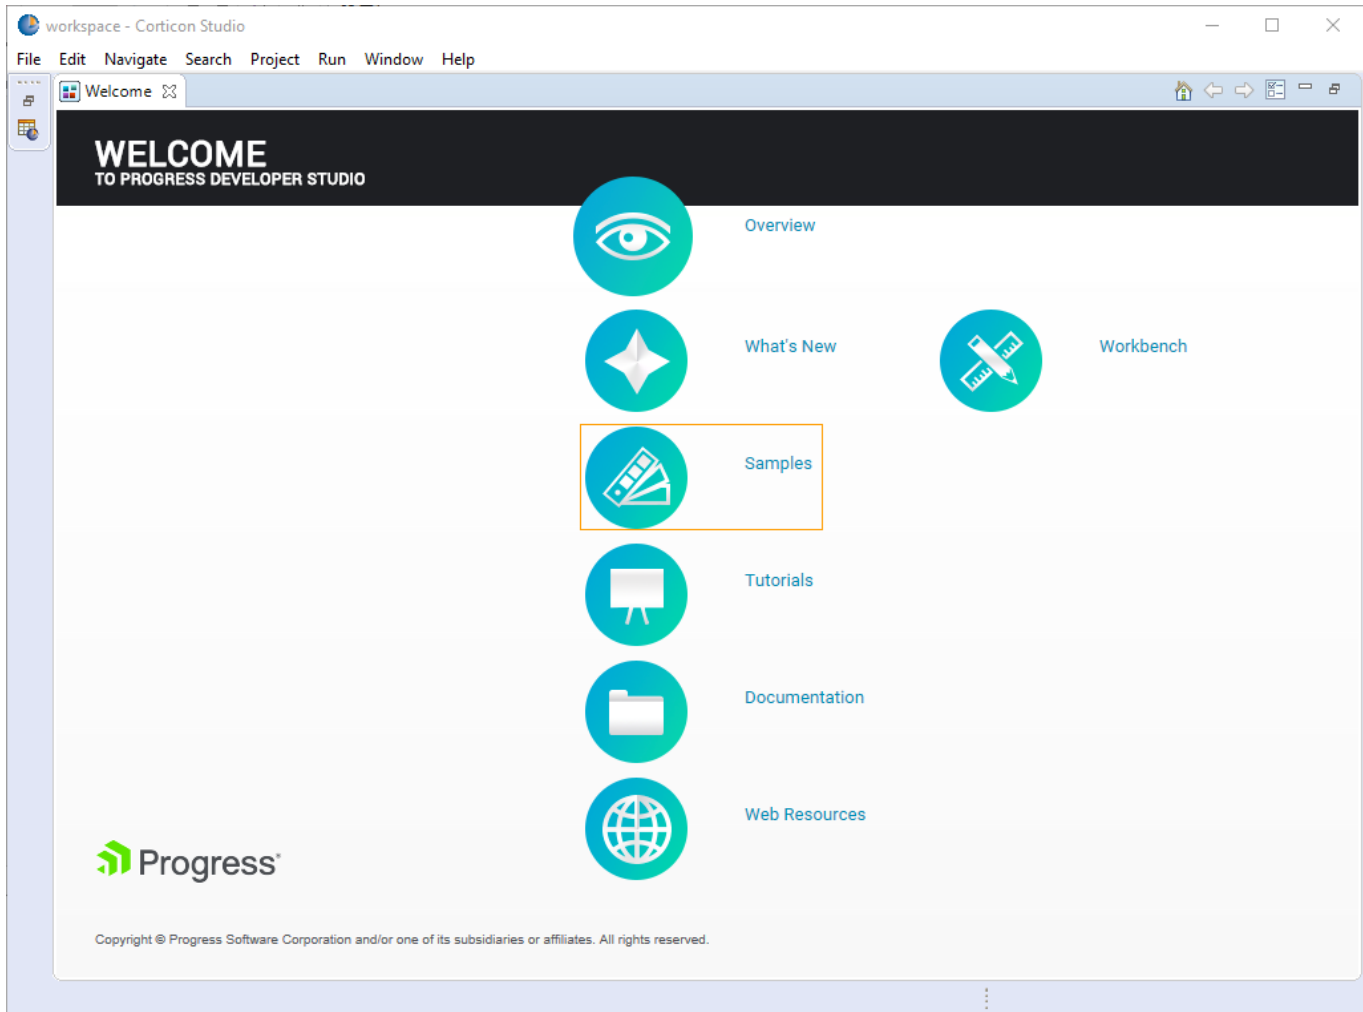 workspace - Corticon Studio
File Edit Navigate Search Project Run Window Help
Welcome
WELCOME
TO PROGRESS DEVELOPER STUDIO
Overview
What's New
Workbench
Samples
Tutorials
Documentation
Web Resources
Progress
Copyright © Progress Software Corporation and/or one of its subsidiaries or affiliates. All rights reserved.